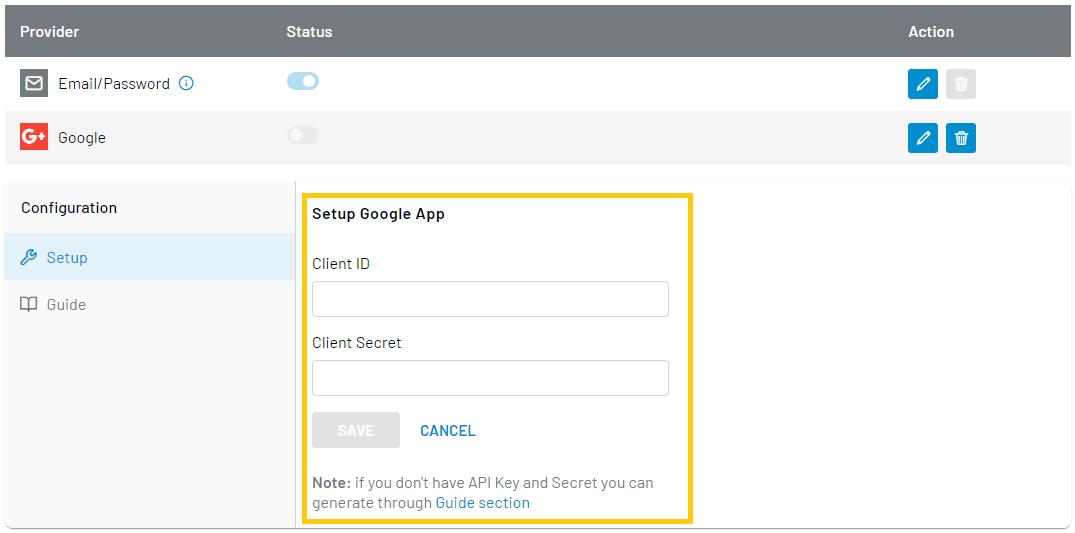 Provider Status Action
Email/Password
G+ Google
Configuration
Setup
Guide
Setup Google App
Client ID
Client Secret
SAVE CANCEL
Note: if you don't have API Key and Secret you can
generate through Guide section